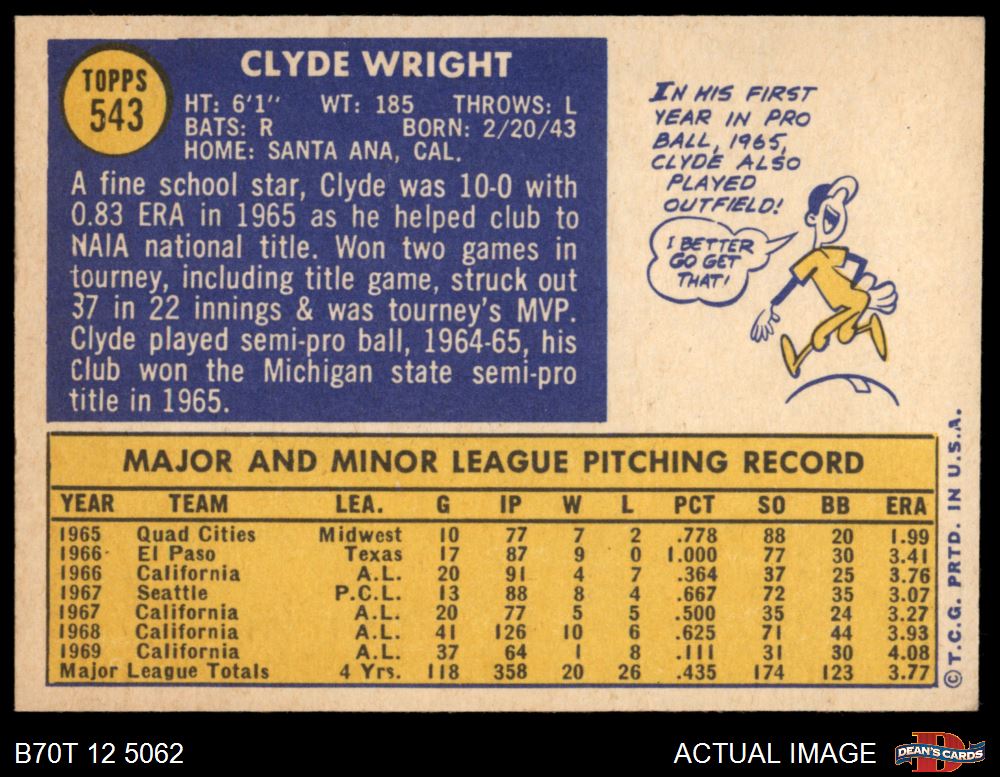 TOPPS
543
CLYDE WRIGHT
HT: 6'1" WT: 185 THROWS: L
BATS: R BORN: 2/20/43
HOME: SANTA ANA, CAL.
A fine school star, Clyde was 10-0 with
0.83 ERA in 1965 as he helped club to
NAIA national title. Won two games in
tourney, including title game, struck out
37 in 22 innings & was tourney's MVP.
Clyde played semi-pro ball, 1964-65, his
club won the Michigan state semi-pro
title in 1965.
IN HIS FIRST
YEAR IN PRO
BALL, 1965,
CLYDE ALSO
PLAYED
OUTFIELD!
I BETTER
GO GET
THAT!
MAJOR AND MINOR LEAGUE PITCHING RECORD
YEAR TEAM LEA. G IP W L PCT SO BB ERA
1965 Quad Cities Midwest 10 77 7 2 .778 88 20 1.99
1966 El Paso Texas 17 87 9 0 1.000 77 30 3.41
1966 California A.L. 20 91 4 7 .364 37 25 3.76
1967 Seattle P.C.L. 13 88 8 4 .667 72 35 3.07
1967 California A.L. 20 77 5 5 .500 35 24 3.27
1968 California A.L. 41 126 10 6 .625 71 44 3.93
1969 California A.L. 37 64 1 8 .111 31 30 4.08
Major League Totals 4 Yrs. 118 358 20 26 .435 174 123 3.77
© T.C.G. PRTD. IN U.S.A.
B70T 12 5062
ACTUAL IMAGE
D
DEAN'S CARDS